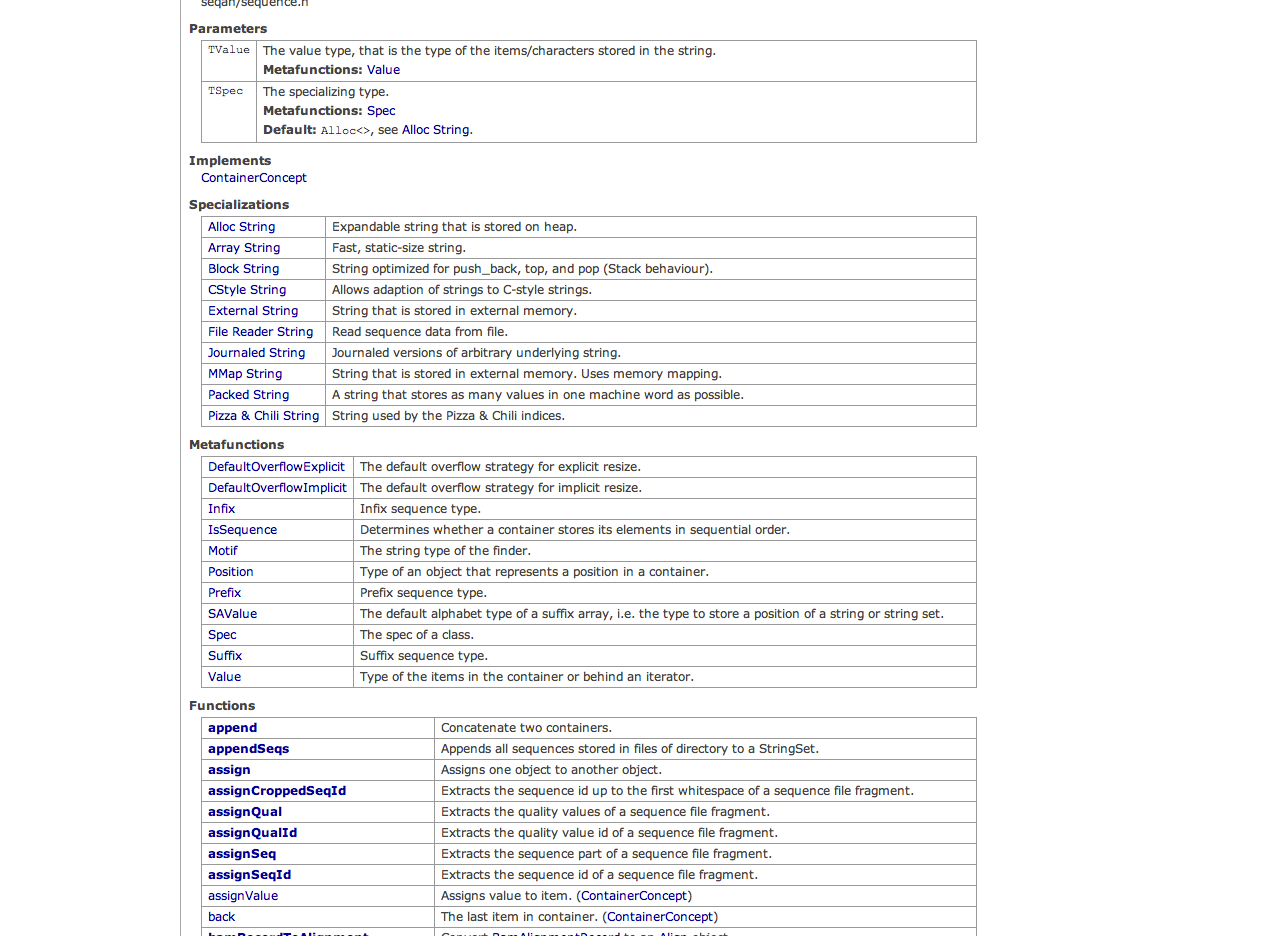 seqan/sequence.h
Parameters
TValue The value type, that is the type of the items/characters stored in the string.
Metafunctions: Value
TSpec The specializing type.
Metafunctions: Spec
Default: Alloc<>, see Alloc String.
Implements
ContainerConcept
Specializations
Alloc String Expandable string that is stored on heap.
Array String Fast, static-size string.
Block String String optimized for push_back, top, and pop (Stack behaviour).
CStyle String Allows adaption of strings to C-style strings.
External String String that is stored in external memory.
File Reader String Read sequence data from file.
Journaled String Journaled versions of arbitrary underlying string.
MMap String String that is stored in external memory. Uses memory mapping.
Packed String A string that stores as many values in one machine word as possible.
Pizza & Chili String String used by the Pizza & Chili indices.
Metafunctions
DefaultOverflowExplicit The default overflow strategy for explicit resize.
DefaultOverflowImplicit The default overflow strategy for implicit resize.
Infix Infix sequence type.
IsSequence Determines whether a container stores its elements in sequential order.
Motif The string type of the finder.
Position Type of an object that represents a position in a container.
Prefix Prefix sequence type.
SAValue The default alphabet type of a suffix array, i.e. the type to store a position of a string or string set.
Spec The spec of a class.
Suffix Suffix sequence type.
Value Type of the items in the container or behind an iterator.
Functions
append Concatenate two containers.
appendSeqs Appends all sequences stored in files of directory to a StringSet.
assign Assigns one object to another object.
assignCroppedSeqId Extracts the sequence id up to the first whitespace of a sequence file fragment.
assignQual Extracts the quality values of a sequence file fragment.
assignQualId Extracts the quality value id of a sequence file fragment.
assignSeq Extracts the sequence part of a sequence file fragment.
assignSeqId Extracts the sequence id of a sequence file fragment.
assignValue Assigns value to item. (ContainerConcept)
back The last item in container. (ContainerConcept)
bamRecordToAlignment Convert BamAlignmentRecord to an Align object.